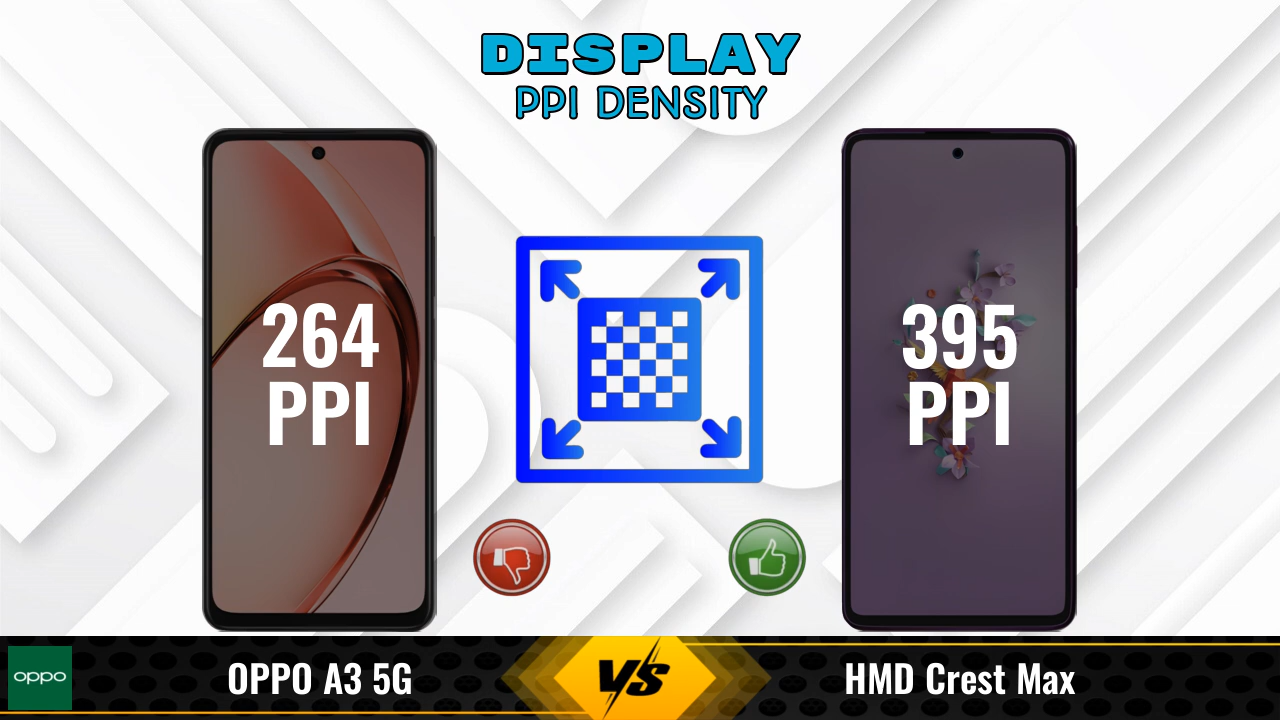 DISPLAY
PPI DENSITY
264
PPI
395
PPI
oppo
OPPO A3 5G
VS
HMD Crest Max